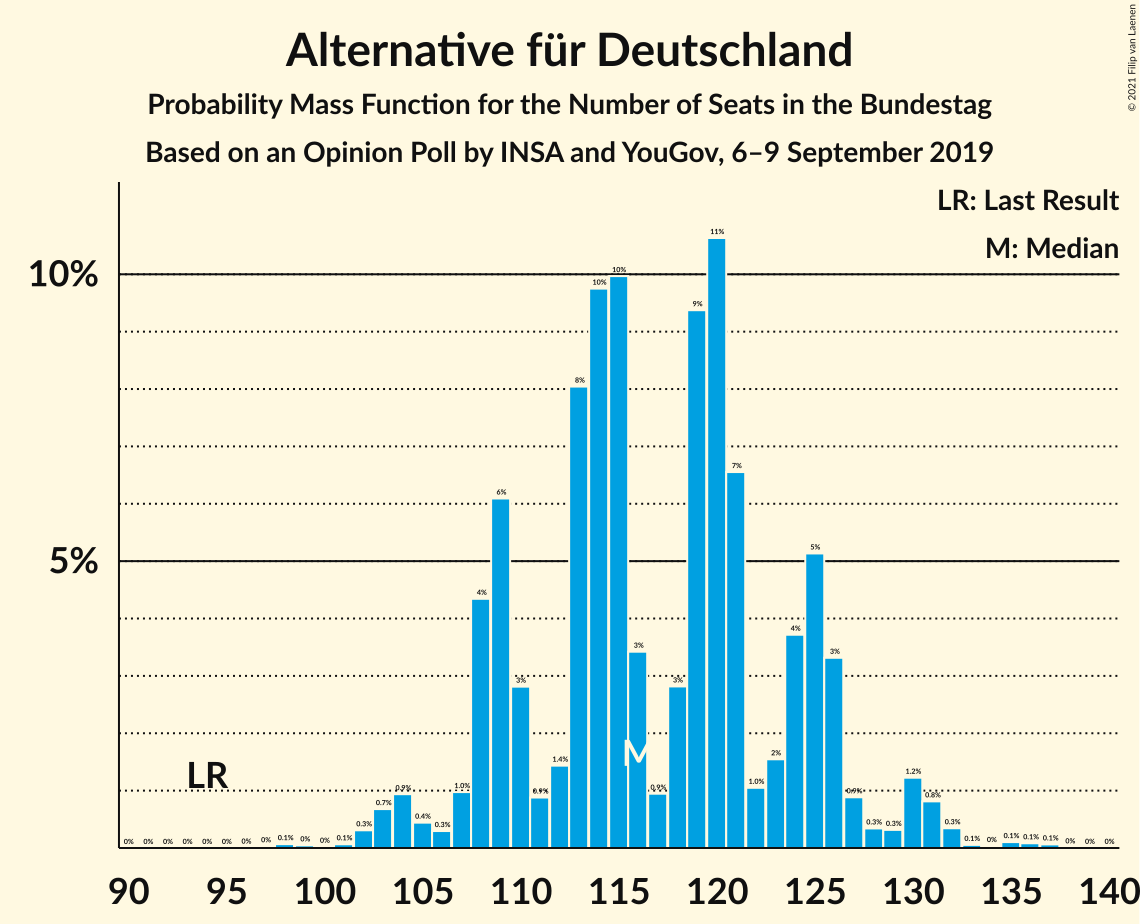 Alternative für Deutschland
Probability Mass Function for the Number of Seats in the Bundestag
Based on an Opinion Poll by INSA and YouGov, 6–9 September 2019
© 2021 Filip van Laenen
LR: Last Result
M: Median
10%
5%
0% 0% 0% 0% 0% 0% 0% 0% 0.1% 0% 0% 0.1% 0.3% 0.7% 0.9% 0.4% 0.3% 1.0% 4% 6% 3% 0.9% 1.4% 8% 10% 10% 3% 0.9% 3% 9% 11% 7% 1.0% 2% 4% 5% 3% 0.9% 0.3% 0.3% 1.2% 0.8% 0.3% 0.1% 0% 0.1% 0.1% 0.1% 0% 0% 0%
LR
M
90 95 100 105 110 115 120 125 130 135 140